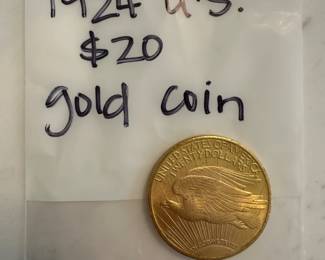 1924 U.S.
$20
gold coin
UNITED STATES OF AMERICA
TWENTY DOLLARS